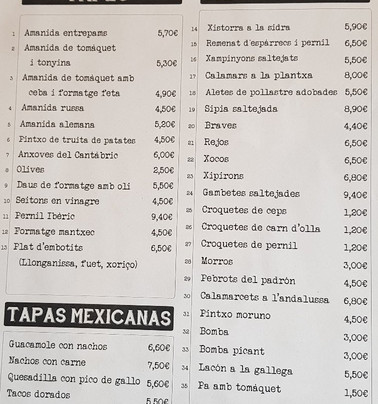 1 Amanida entrepans 5,70€
2 Amanida de tomàquet
i tonyina 5,30€
3 Amanida de tomàquet amb
ceba i formatge feta 4,90€
4 Amanida russa 4,50€
5 Amanida alemana 5,20€
6 Pintxo de truita de patates 4,50€
7 Anxoves del Cantàbric 6,00€
8 Olives 2,50€
9 Daus de formatge amb oli 5,50€
10 Seitons en vinagre 4,50€
11 Pernil Ibéric 9,40€
12 Formatge mantxec 4,50€
13 Plat d'embotits 6,50€
(Llonganissa, fuet, xoriço)
TAPAS MEXICANAS
Guacamole con nachos 6,60€
Nachos con carne 7,50€
Quesadilla con pico de gallo 5,60€
Tacos dorados 5,50€
14 Xistorra a la sidra 5,90€
15 Remenat d'espàrrecs i pernil 6,50€
16 Xampinyons saltejats 5,50€
17 Calamars a la plantxa 8,00€
18 Aletes de pollastre adobades 5,50€
19 Sípia saltejada 8,90€
20 Braves 4,40€
21 Rejos 6,50€
22 Xocos 6,50€
23 Xipirons 6,80€
24 Gambetes saltejades 9,40€
25 Croquetes de ceps 1,20€
26 Croquetes de carn d'olla 1,20€
27 Croquetes de pernil 1,20€
28 Morros 3,00€
29 Pebrots del padrón 4,50€
30 Calamarcets a l'andalussa 6,80€
31 Pintxo moruno 4,50€
32 Bomba 3,00€
33 Bomba picant 3,00€
34 Lacón a la gallega 5,50€
35 Pa amb tomàquet 1,50€